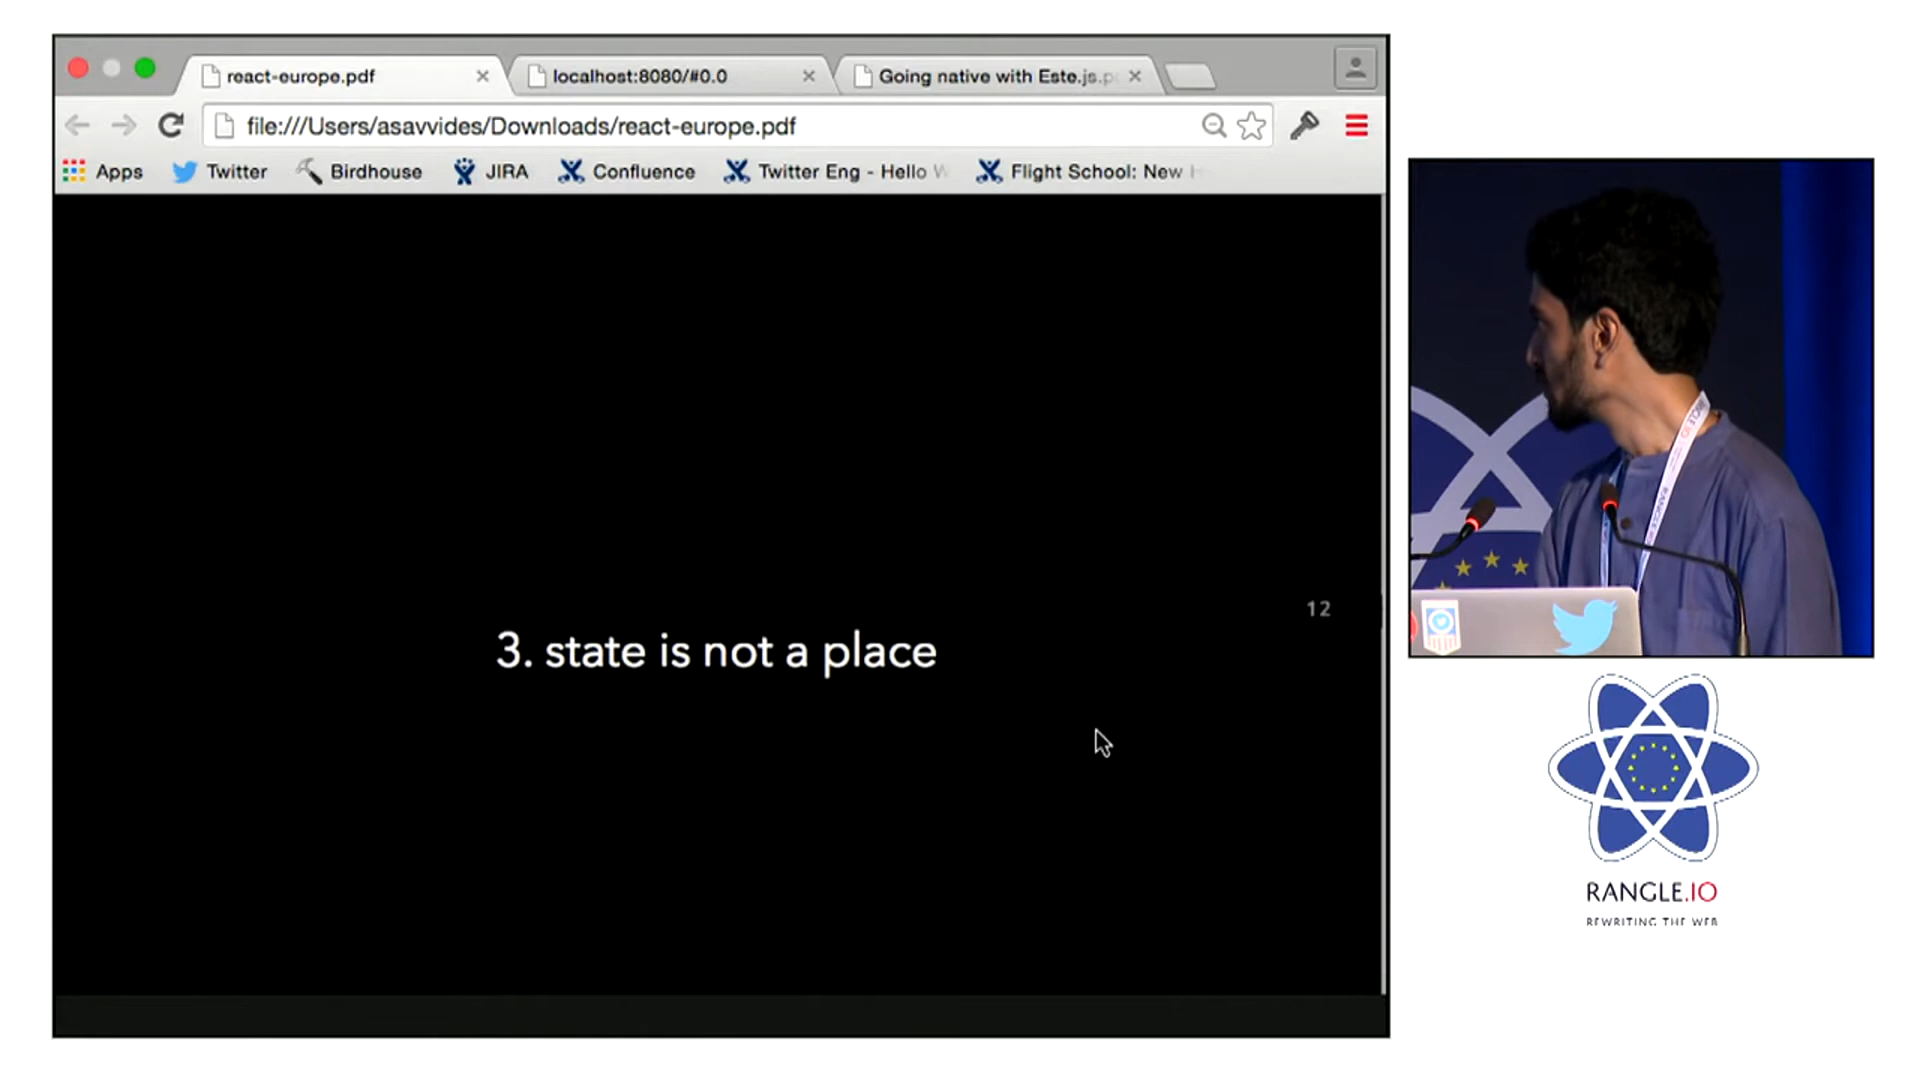 react-europe.pdf
localhost:8080/#0.0
Going native with Este.js.p
file:///Users/asavvides/Downloads/react-europe.pdf
Apps
Twitter
Birdhouse
JIRA
Confluence
Twitter Eng - Hello W
Flight School: New H
12
3. state is not a place
RANGLE.IO
REWRITING THE WEB